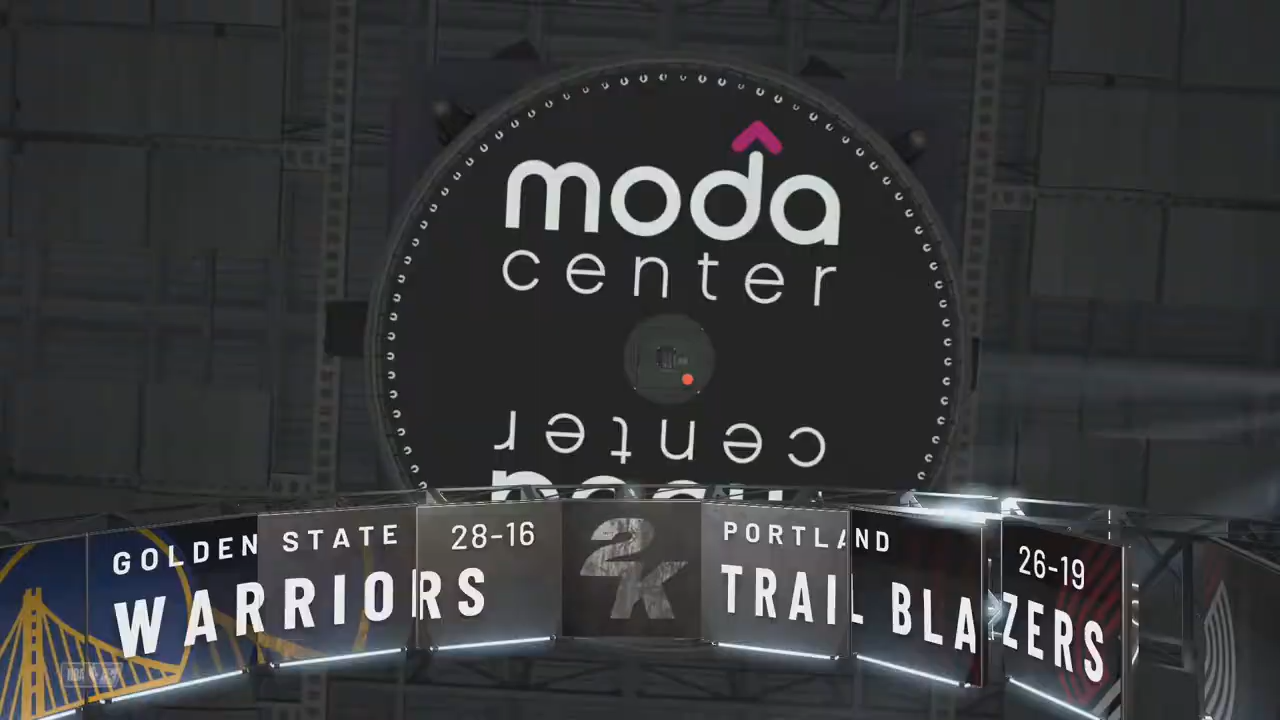 moda
center
center
GOLDEN STATE
WARRIORS
28-16
2K
PORTLAND
TRAIL BLAZERS
26-19